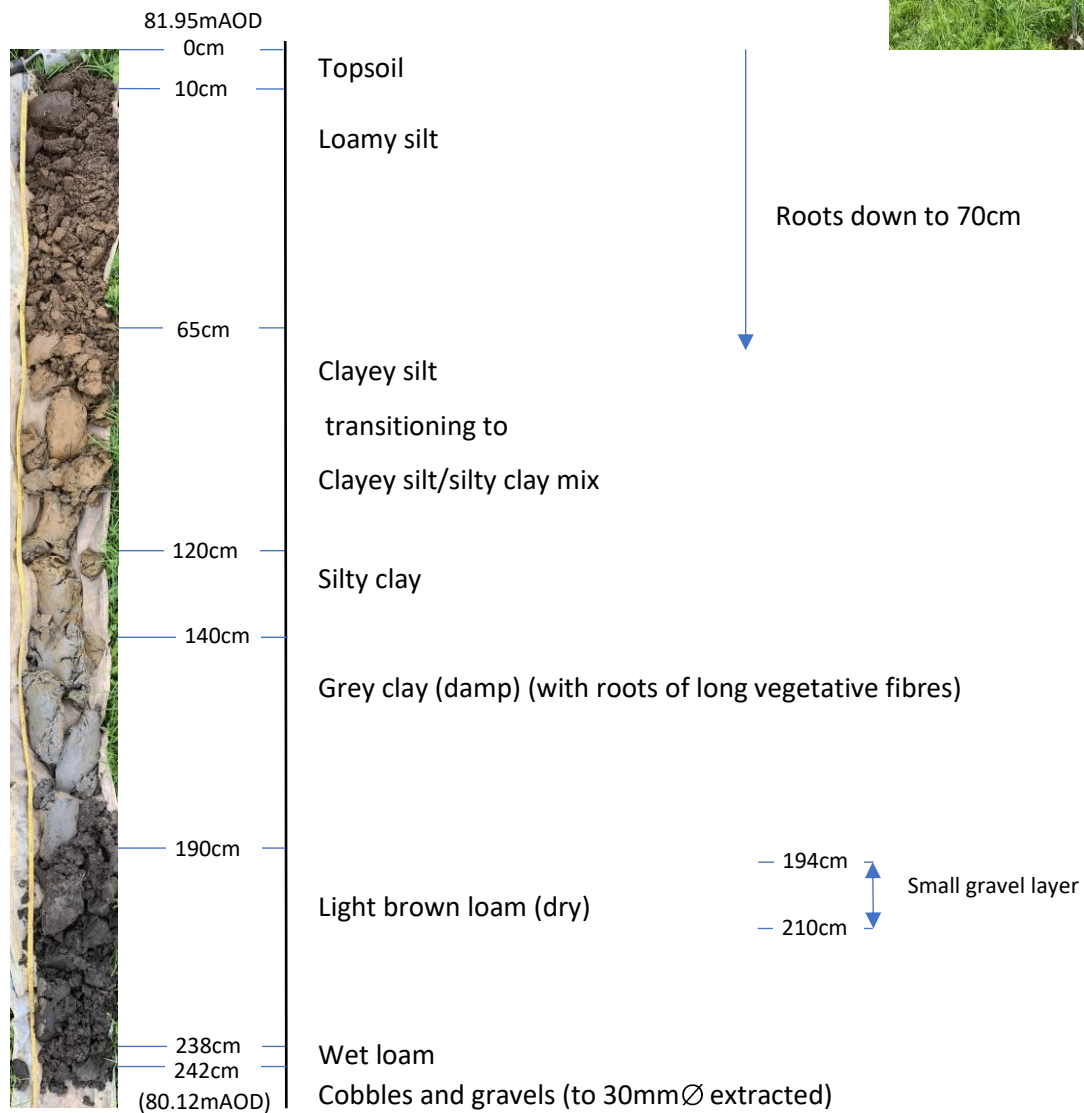 81.95mAOD
0cm
Topsoil
10cm
Loamy silt
Roots down to 70cm
65cm
Clayey silt
transitioning to
Clayey silt/silty clay mix
120cm
Silty clay
140cm
Grey clay (damp) (with roots of long vegetative fibres)
190cm
194cm
Small gravel layer
Light brown loam (dry)
210cm
238cm
Wet loam
242cm
(80.12mAOD)
Cobbles and gravels (to 30mm∅ extracted)